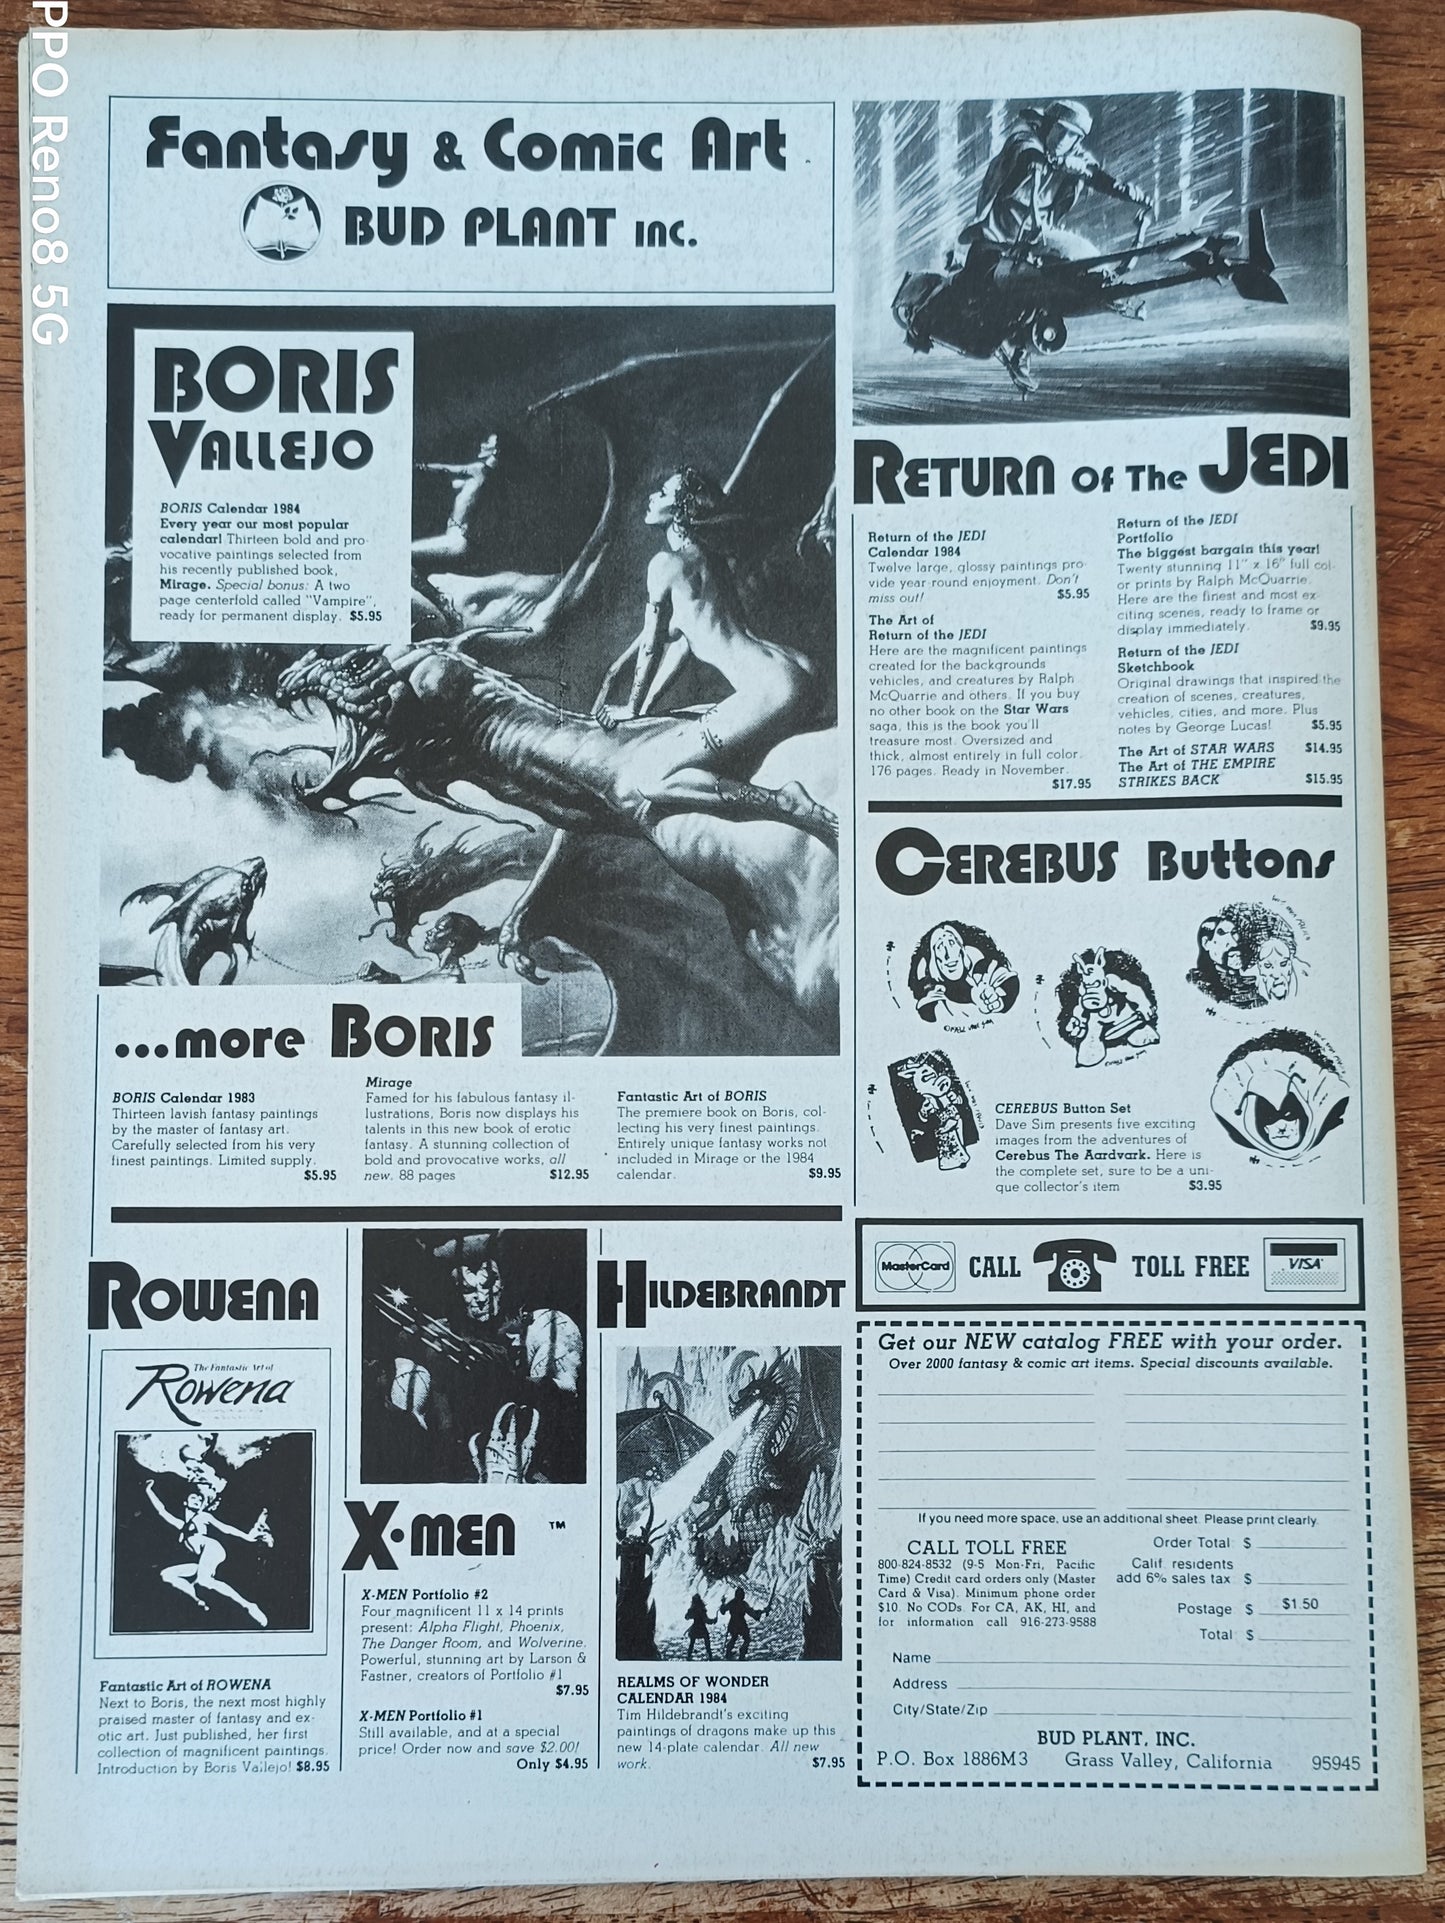 PPO Reno8 5G
Fantasy & Comic Art
BUD PLANT INC.
BORIS
VALLEJO
BORIS Calendar 1984
Every year our most popular
calendar! Thirteen bold and pro-
vocative paintings selected from
his recently published book,
Mirage. Special bonus: A two
page centerfold called "Vampire",
ready for permanent display. $5.95
...more BORIS
BORIS Calendar 1983
Thirteen lavish fantasy paintings
by the master of fantasy art.
Carefully selected from his very
finest paintings. Limited supply.
$5.95
Mirage
Famed for his fabulous fantasy il-
lustrations, Boris now displays his
talents in this new book of erotic
fantasy. A stunning collection of
bold and provocative works, all
new. 88 pages $12.95
Fantastic Art of BORIS
The premiere book on Boris, col-
lecting his very finest paintings.
Entirely unique fantasy works not
included in Mirage or the 1984
calendar. $9.95
ROWENA
The Fantastic Art of
Rowena
Fantastic Art of ROWENA
Next to Boris, the next most highly
praised master of fantasy and ex-
otic art. Just published, her first
collection of magnificent paintings.
Introduction by Boris Vallejo! $8.95
X·MEN TM
X-MEN Portfolio #2
Four magnificent 11 x 14 prints
present: Alpha Flight, Phoenix,
The Danger Room, and Wolverine.
Powerful, stunning art by Larson &
Fastner, creators of Portfolio #1
$7.95
X-MEN Portfolio #1
Still available, and at a special
price! Order now and save $2.00!
Only $4.95
HILDEBRANDT
REALMS OF WONDER
CALENDAR 1984
Tim Hildebrandt's exciting
paintings of dragons make up this
new 14-plate calendar. All new
work. $7.95
RETURN Of The JEDI
Return of the JEDI
Calendar 1984
Twelve large, glossy paintings pro-
vide year-round enjoyment. Don't
miss out! $5.95
The Art of
Return of the JEDI
Here are the magnificent paintings
created for the backgrounds
vehicles, and creatures by Ralph
McQuarrie and others. If you buy
no other book on the Star Wars
saga, this is the book you'll
treasure most. Oversized and
thick, almost entirely in full color.
176 pages. Ready in November.
$17.95
Return of the JEDI
Portfolio
The biggest bargain this year!
Twenty stunning 11" x 16" full col-
or prints by Ralph McQuarrie.
Here are the finest and most ex-
citing scenes, ready to frame or
display immediately. $9.95
Return of the JEDI
Sketchbook
Original drawings that inspired the
creation of scenes, creatures,
vehicles, cities, and more. Plus
notes by George Lucas! $5.95
The Art of STAR WARS $14.95
The Art of THE EMPIRE
STRIKES BACK $15.95
CEREBUS Buttons
CEREBUS Button Set
Dave Sim presents five exciting
images from the adventures of
Cerebus The Aardvark. Here is
the complete set, sure to be a uni-
que collector's item $3.95
MasterCard CALL TOLL FREE VISA
Get our NEW catalog FREE with your order.
Over 2000 fantasy & comic art items. Special discounts available.
If you need more space, use an additional sheet. Please print clearly.
CALL TOLL FREE
800-824-8532 (9-5 Mon-Fri, Pacific
Time) Credit card orders only (Master
Card & Visa). Minimum phone order
$10. No CODs. For CA, AK, HI, and
for information call 916-273-9588
Order Total $
Calif. residents
add 6% sales tax $
Postage $ $1.50
Total $
Name
Address
City/State/Zip
BUD PLANT, INC.
P.O. Box 1886M3 Grass Valley, California 95945